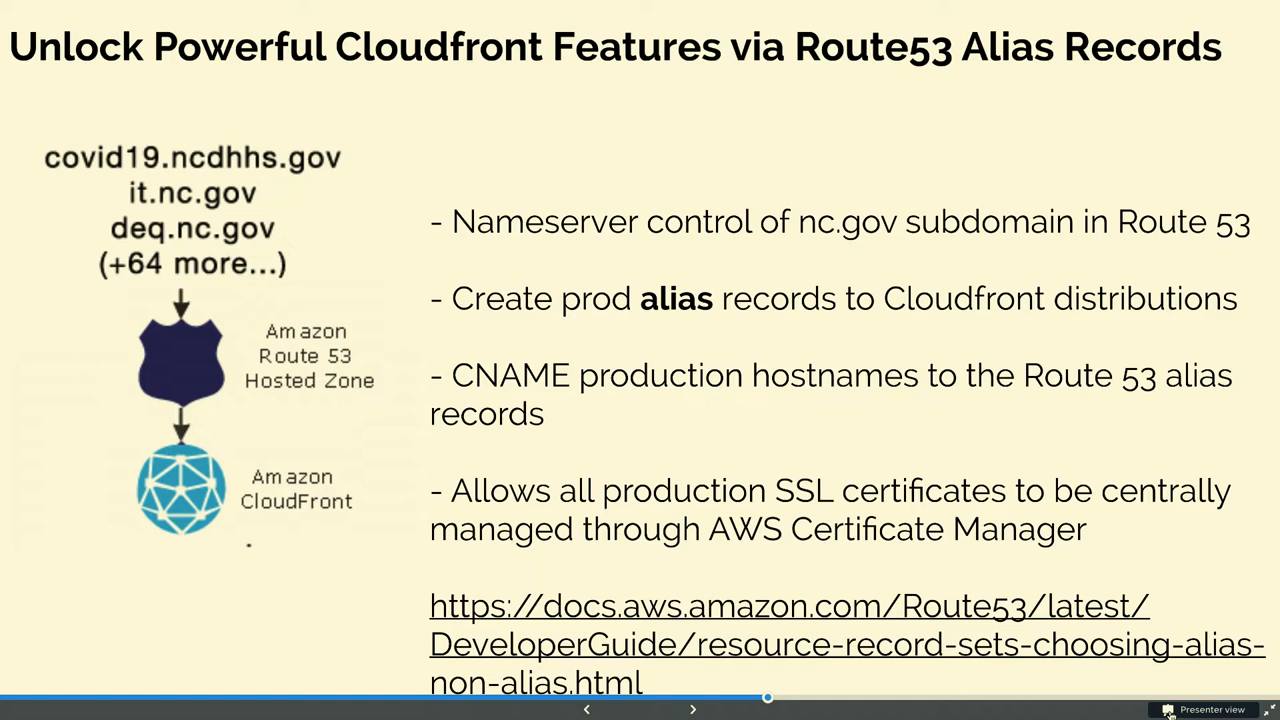 Unlock Powerful Cloudfront Features via Route53 Alias Records
covid19.ncdhhs.gov
it.nc.gov
deq.nc.gov
(+64 more...)
Amazon
Route 53
Hosted Zone
Amazon
CloudFront
- Nameserver control of nc.gov subdomain in Route 53
- Create prod alias records to Cloudfront distributions
- CNAME production hostnames to the Route 53 alias
records
- Allows all production SSL certificates to be centrally
managed through AWS Certificate Manager
https://docs.aws.amazon.com/Route53/latest/
DeveloperGuide/resource-record-sets-choosing-alias-
non-alias.html
Presenter view